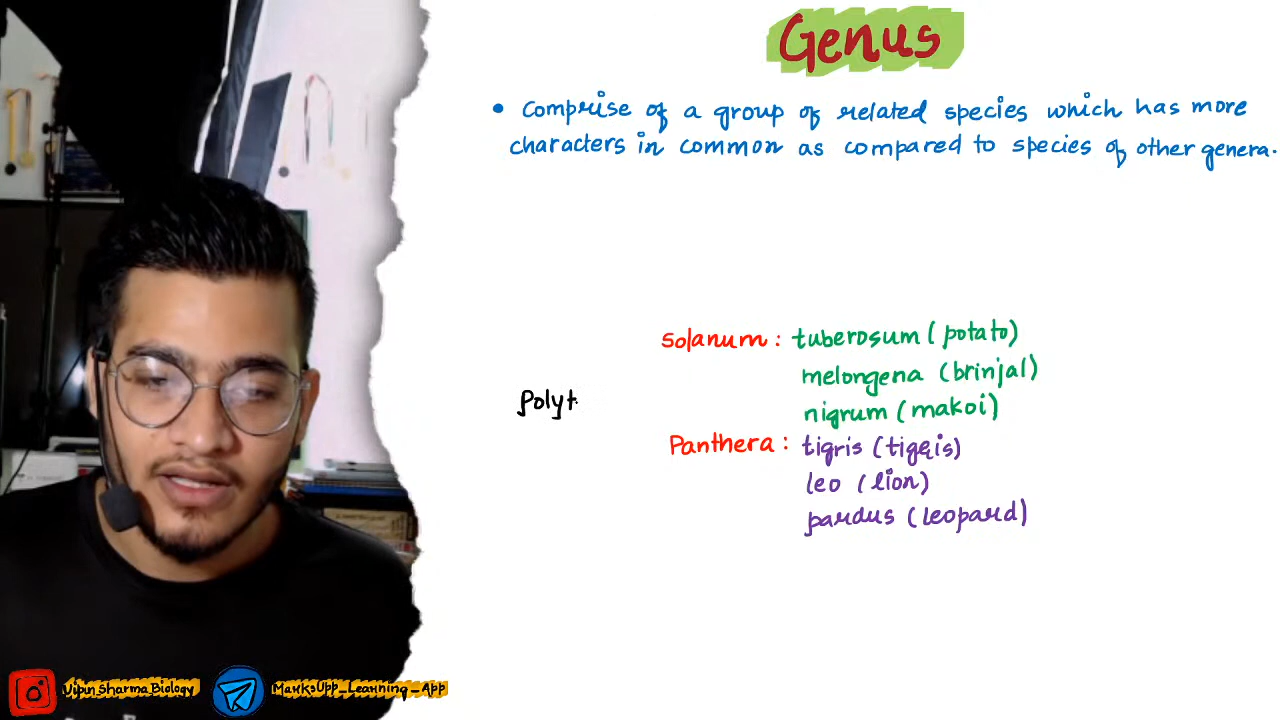 Genus
• Comprise of a group of related species which has more
characters in common as compared to species of other genera.
Solanum : tuberosum (potato)
melongena (brinjal)
Polyt
nigrum (makoi)
Panthera : tigris (tigeis)
leo (lion)
pardus (leopard)
VipinSharmaBiology
MarksUpp_Learning_App